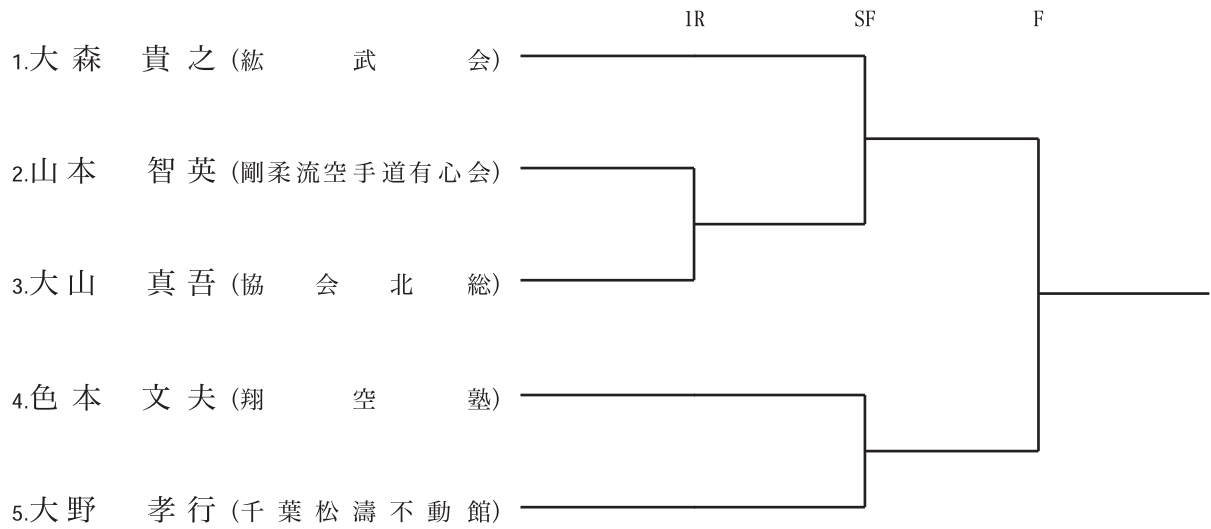 1R SF F
1.大森 貴之 (紘武会)
2.山本 智英 (剛柔流空手道有心会)
3.大山 真吾 (協会北総)
4.色本 文夫 (翔空塾)
5.大野 孝行 (千葉松濤不動館)